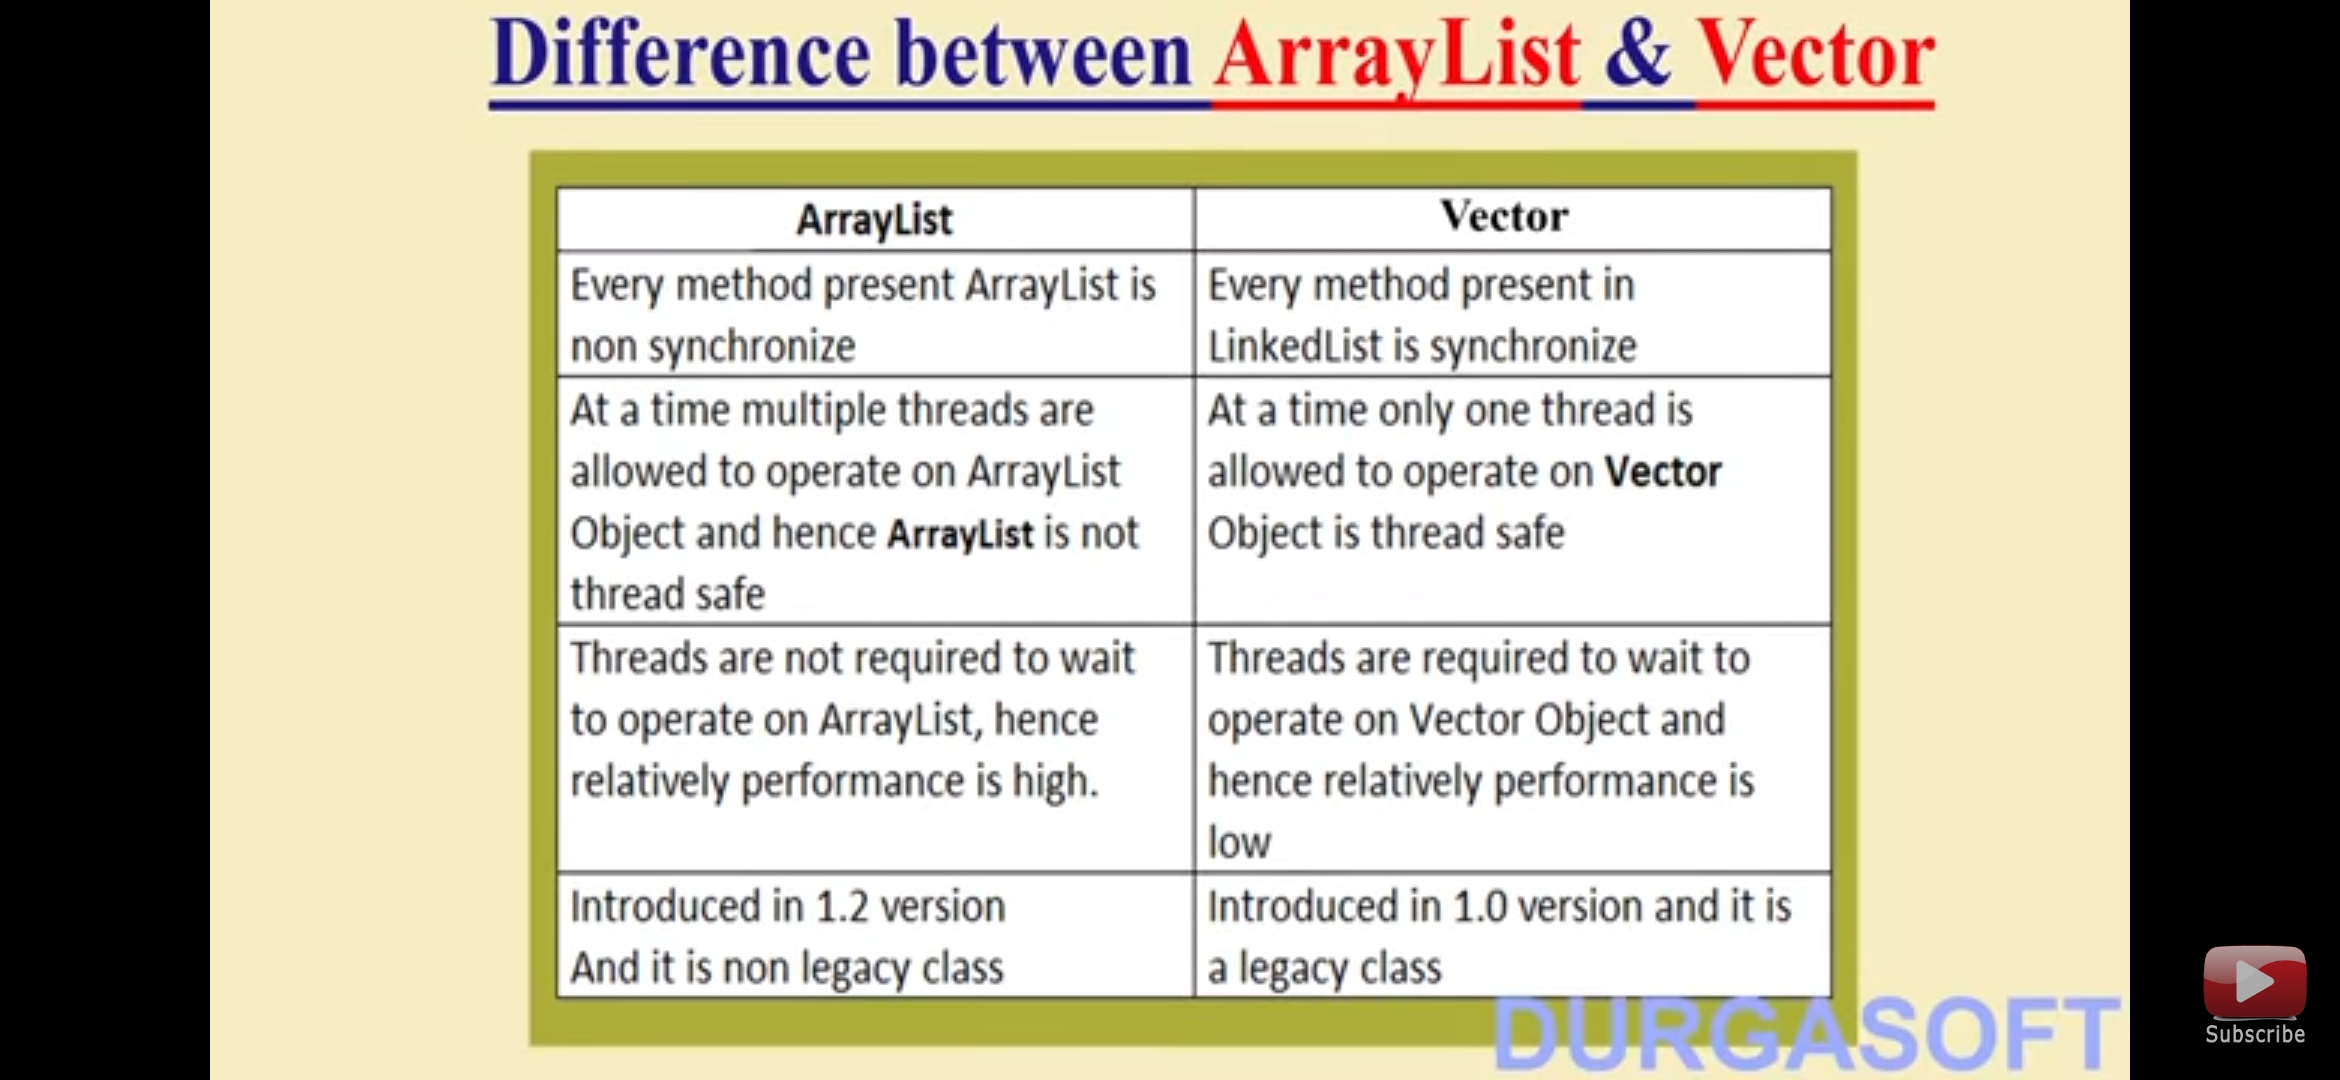 Difference between ArrayList & Vector
ArrayList
Vector
Every method present ArrayList is
non synchronize
Every method present in
LinkedList is synchronize
At a time multiple threads are
allowed to operate on ArrayList
Object and hence ArrayList is not
thread safe
At a time only one thread is
allowed to operate on Vector
Object is thread safe
Threads are not required to wait
to operate on ArrayList, hence
relatively performance is high.
Threads are required to wait to
operate on Vector Object and
hence relatively performance is
low
Introduced in 1.2 version
And it is non legacy class
Introduced in 1.0 version and it is
a legacy class
DURGASOFT
Subscribe